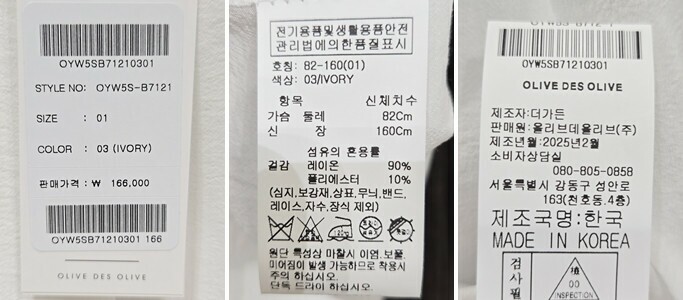 OYW5SB71210301
STYLE NO: OYW5S-B7121
SIZE : 01
COLOR : 03 (IVORY)
판매가격 : ₩ 166,000
OYW5SB71210301 166
OLIVE DES OLIVE
전기용품및생활용품안전
관리법에의한품질표시
호칭: 82-160(01)
색상: 03/IVORY
항목 신체치수
가슴 둘레 82Cm
신 장 160Cm
섬유의 혼용률
겉감 레이온 90%
폴리에스터 10%
(심지,보강재,상표,무늬,밴드,
레이스,자수,장식 제외)
원단 특성상 마찰시 이염,보풀
미어짐이 발생 가능하므로 착용시
주의 하십시오.
단독 드라이 하십시오.
OYW5SB71210301
OLIVE DES OLIVE
제조자:더가든
판매원:올리브데올리브(주)
제조년월:2025년2월
소비자상담실
080-805-0858
서울특별시 강동구 성안로
163(천호동.4층)
제조국명:한국
MADE IN KOREA
검
사
필
00
INSPECTION